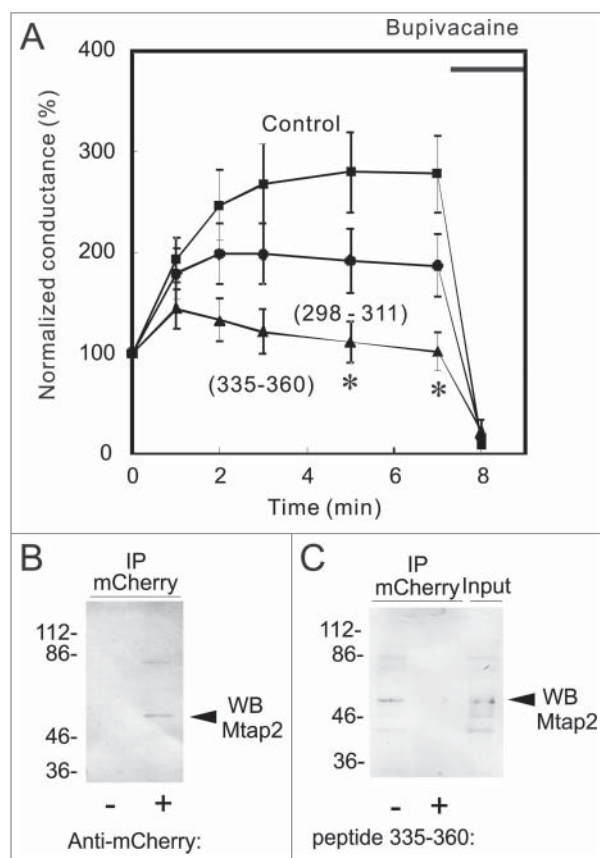 A
Bupivacaine
400
300
200
100
0
Normalized conductance (%)
Control
(298-311)
(335-360)
*
*
0
2
4
6
8
Time (min)
B
IP
mCherry
112-
86-
46-
36-
WB
Mtap2
- +
Anti-mCherry:
C
IP
mCherry Input
112-
86-
46-
36-
WB
Mtap2
- +
peptide 335-360: